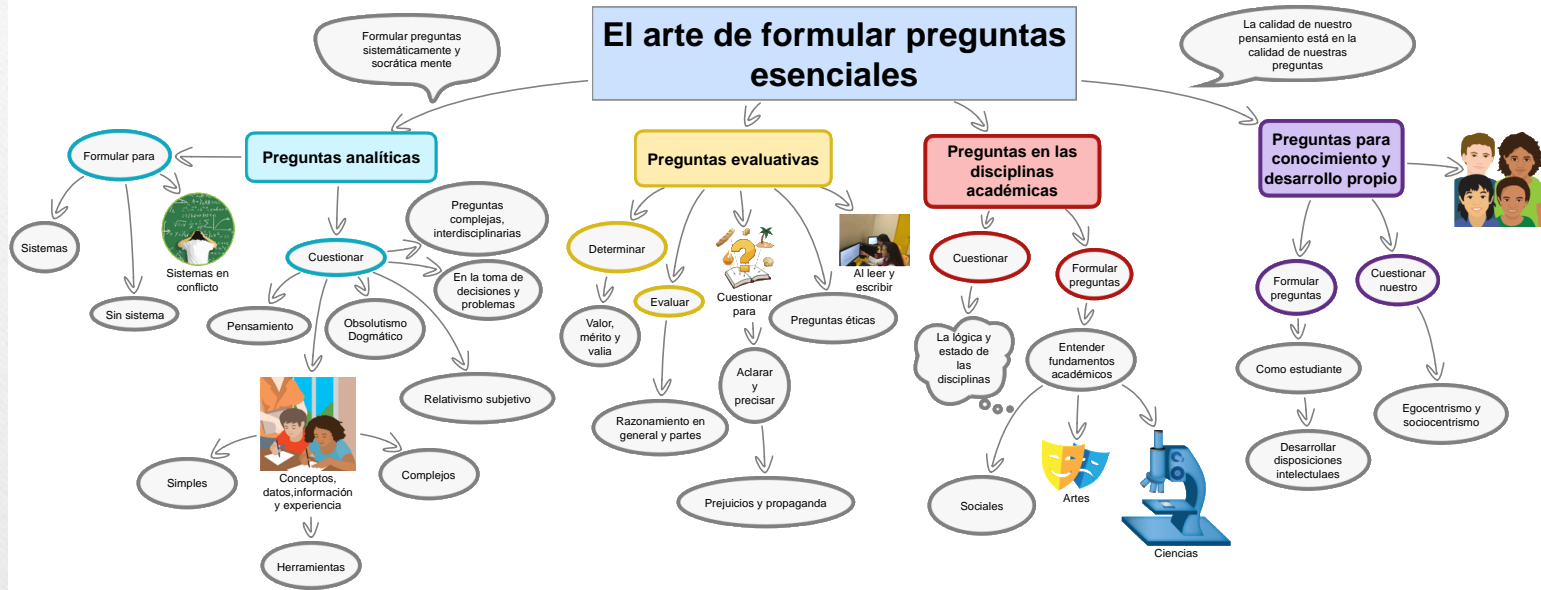 El arte de formular preguntas
esenciales
Formular preguntas
sistemáticamente y
socrática mente
La calidad de nuestro
pensamiento está en la
calidad de nuestras
preguntas
Preguntas analíticas
Formular para
Sistemas
Sin sistema
Sistemas en
conflicto
Cuestionar
Preguntas
complejas,
interdisciplinarias
En la toma de
decisiones y
problemas
Pensamiento
Obsolutismo
Dogmático
Relativismo subjetivo
Conceptos,
datos,información
y experiencia
Simples
Complejos
Herramientas
Preguntas evaluativas
Determinar
Valor,
mérito y
valia
Evaluar
Razonamiento en
general y partes
Cuestionar
para
Aclarar
y
precisar
Prejuicios y propaganda
Preguntas éticas
Al leer y
escribir
Preguntas en las
disciplinas
académicas
Cuestionar
La lógica y
estado de
las
disciplinas
Formular
preguntas
Entender
fundamentos
académicos
Sociales
Artes
Ciencias
Preguntas para
conocimiento y
desarrollo propio
Formular
preguntas
Como estudiante
Desarrollar
disposiciones
intelectulaes
Cuestionar
nuestro
Egocentrismo y
sociocentrismo